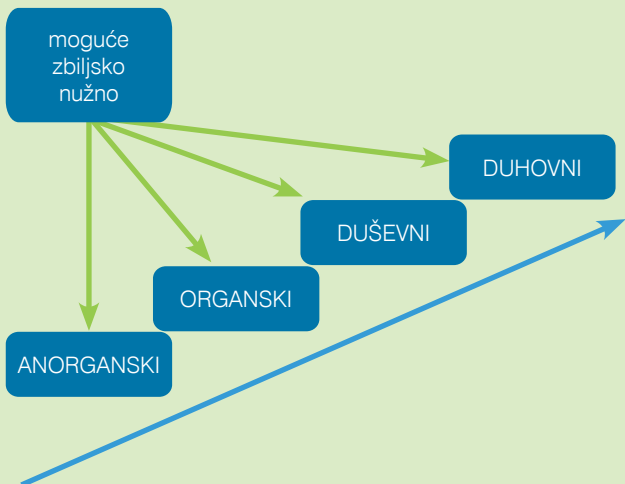 moguće
zbiljsko
nužno
DUHOVNI
DUŠEVNI
ORGANSKI
ANORGANSKI